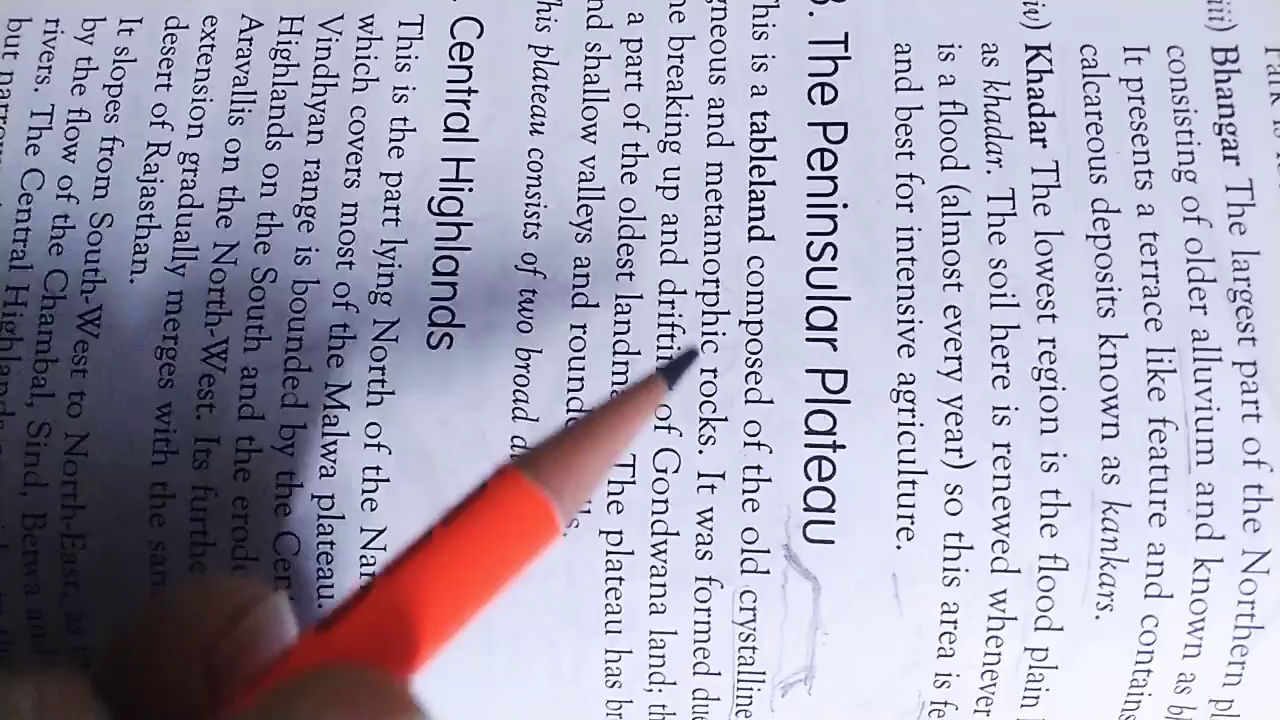 iii) Bhangar The largest part of the Northern
consisting of older alluvium and known as
It presents a terrace like feature and contains
calcareous deposits known as kankars.
iv) Khadar The lowest region is the flood plain
as khadar. The soil here is renewed whenever
is a flood (almost every year) so this area is
and best for intensive agriculture.
3. The Peninsular Plateau
This is a tableland composed of the old crystalline
igneous and metamorphic rocks. It was formed due
the breaking up and of Gondwana land;
a part of the oldest The plateau has
and shallow valleys and
This plateau consists of two broad
Central Highlands
This is the part lying North of the
which covers most of the Malwa plateau.
Vindhyan range is bounded by the
Highlands on the South and the
Aravallis on the North-West. Its
extension gradually merges with the
desert of Rajasthan.
It slopes from South-West to North-East, as
by the flow of the Chambal, Sind, Betwa and
rivers. The Central Highlands
but